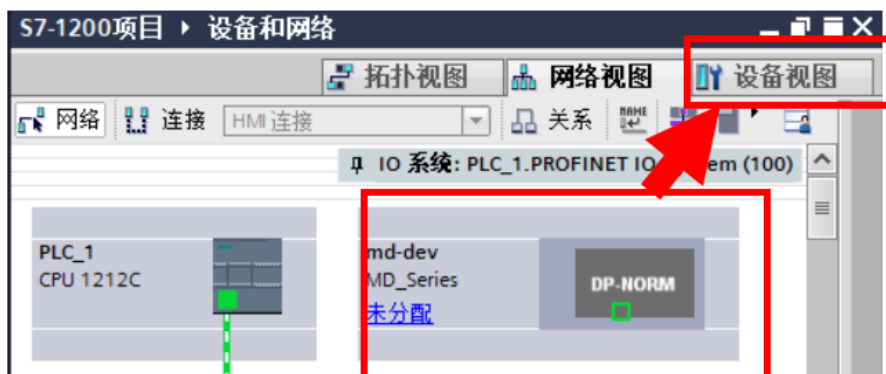 S7-1200项目 ▸ 设备和网络
拓扑视图 网络视图 设备视图
网络 连接 HMI 连接 关系
IO 系统: PLC_1.PROFINET IO em (100)
PLC_1
CPU 1212C
md-dev
MD_Series
未分配
DP-NORM